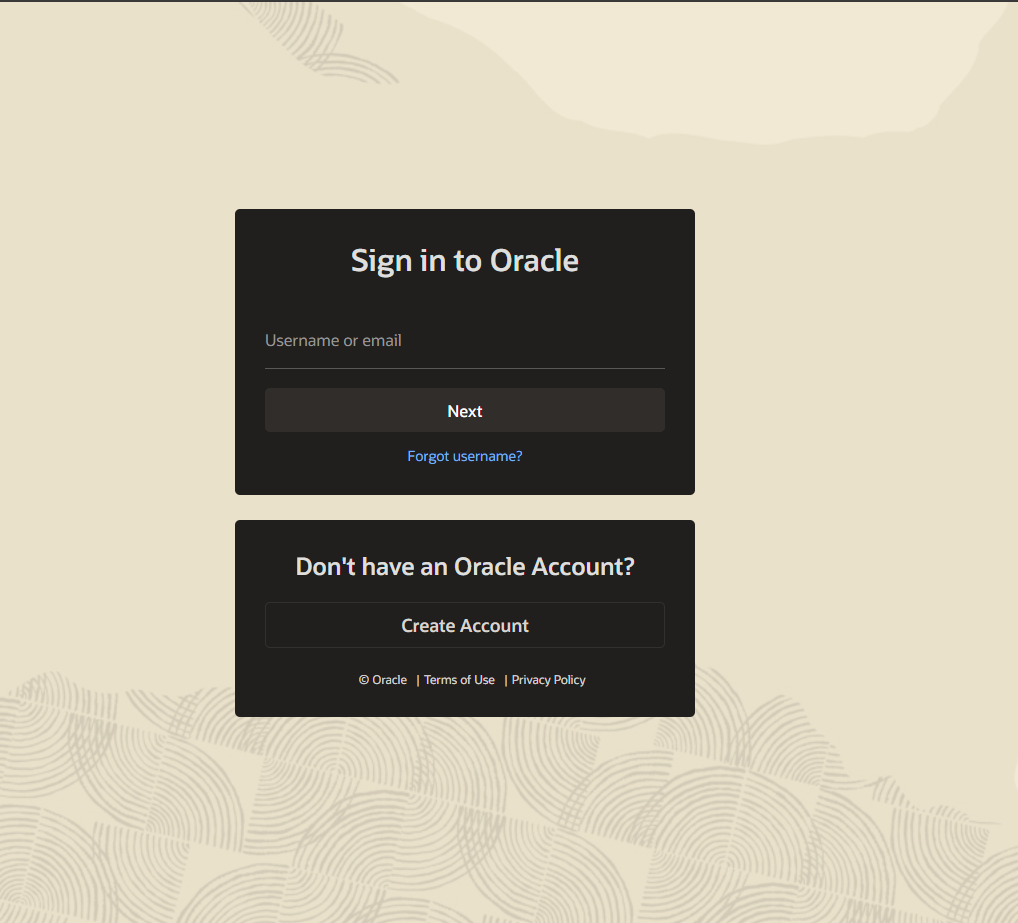 Sign in to Oracle
Username or email
Next
Forgot username?
Don't have an Oracle Account?
Create Account
© Oracle | Terms of Use | Privacy Policy